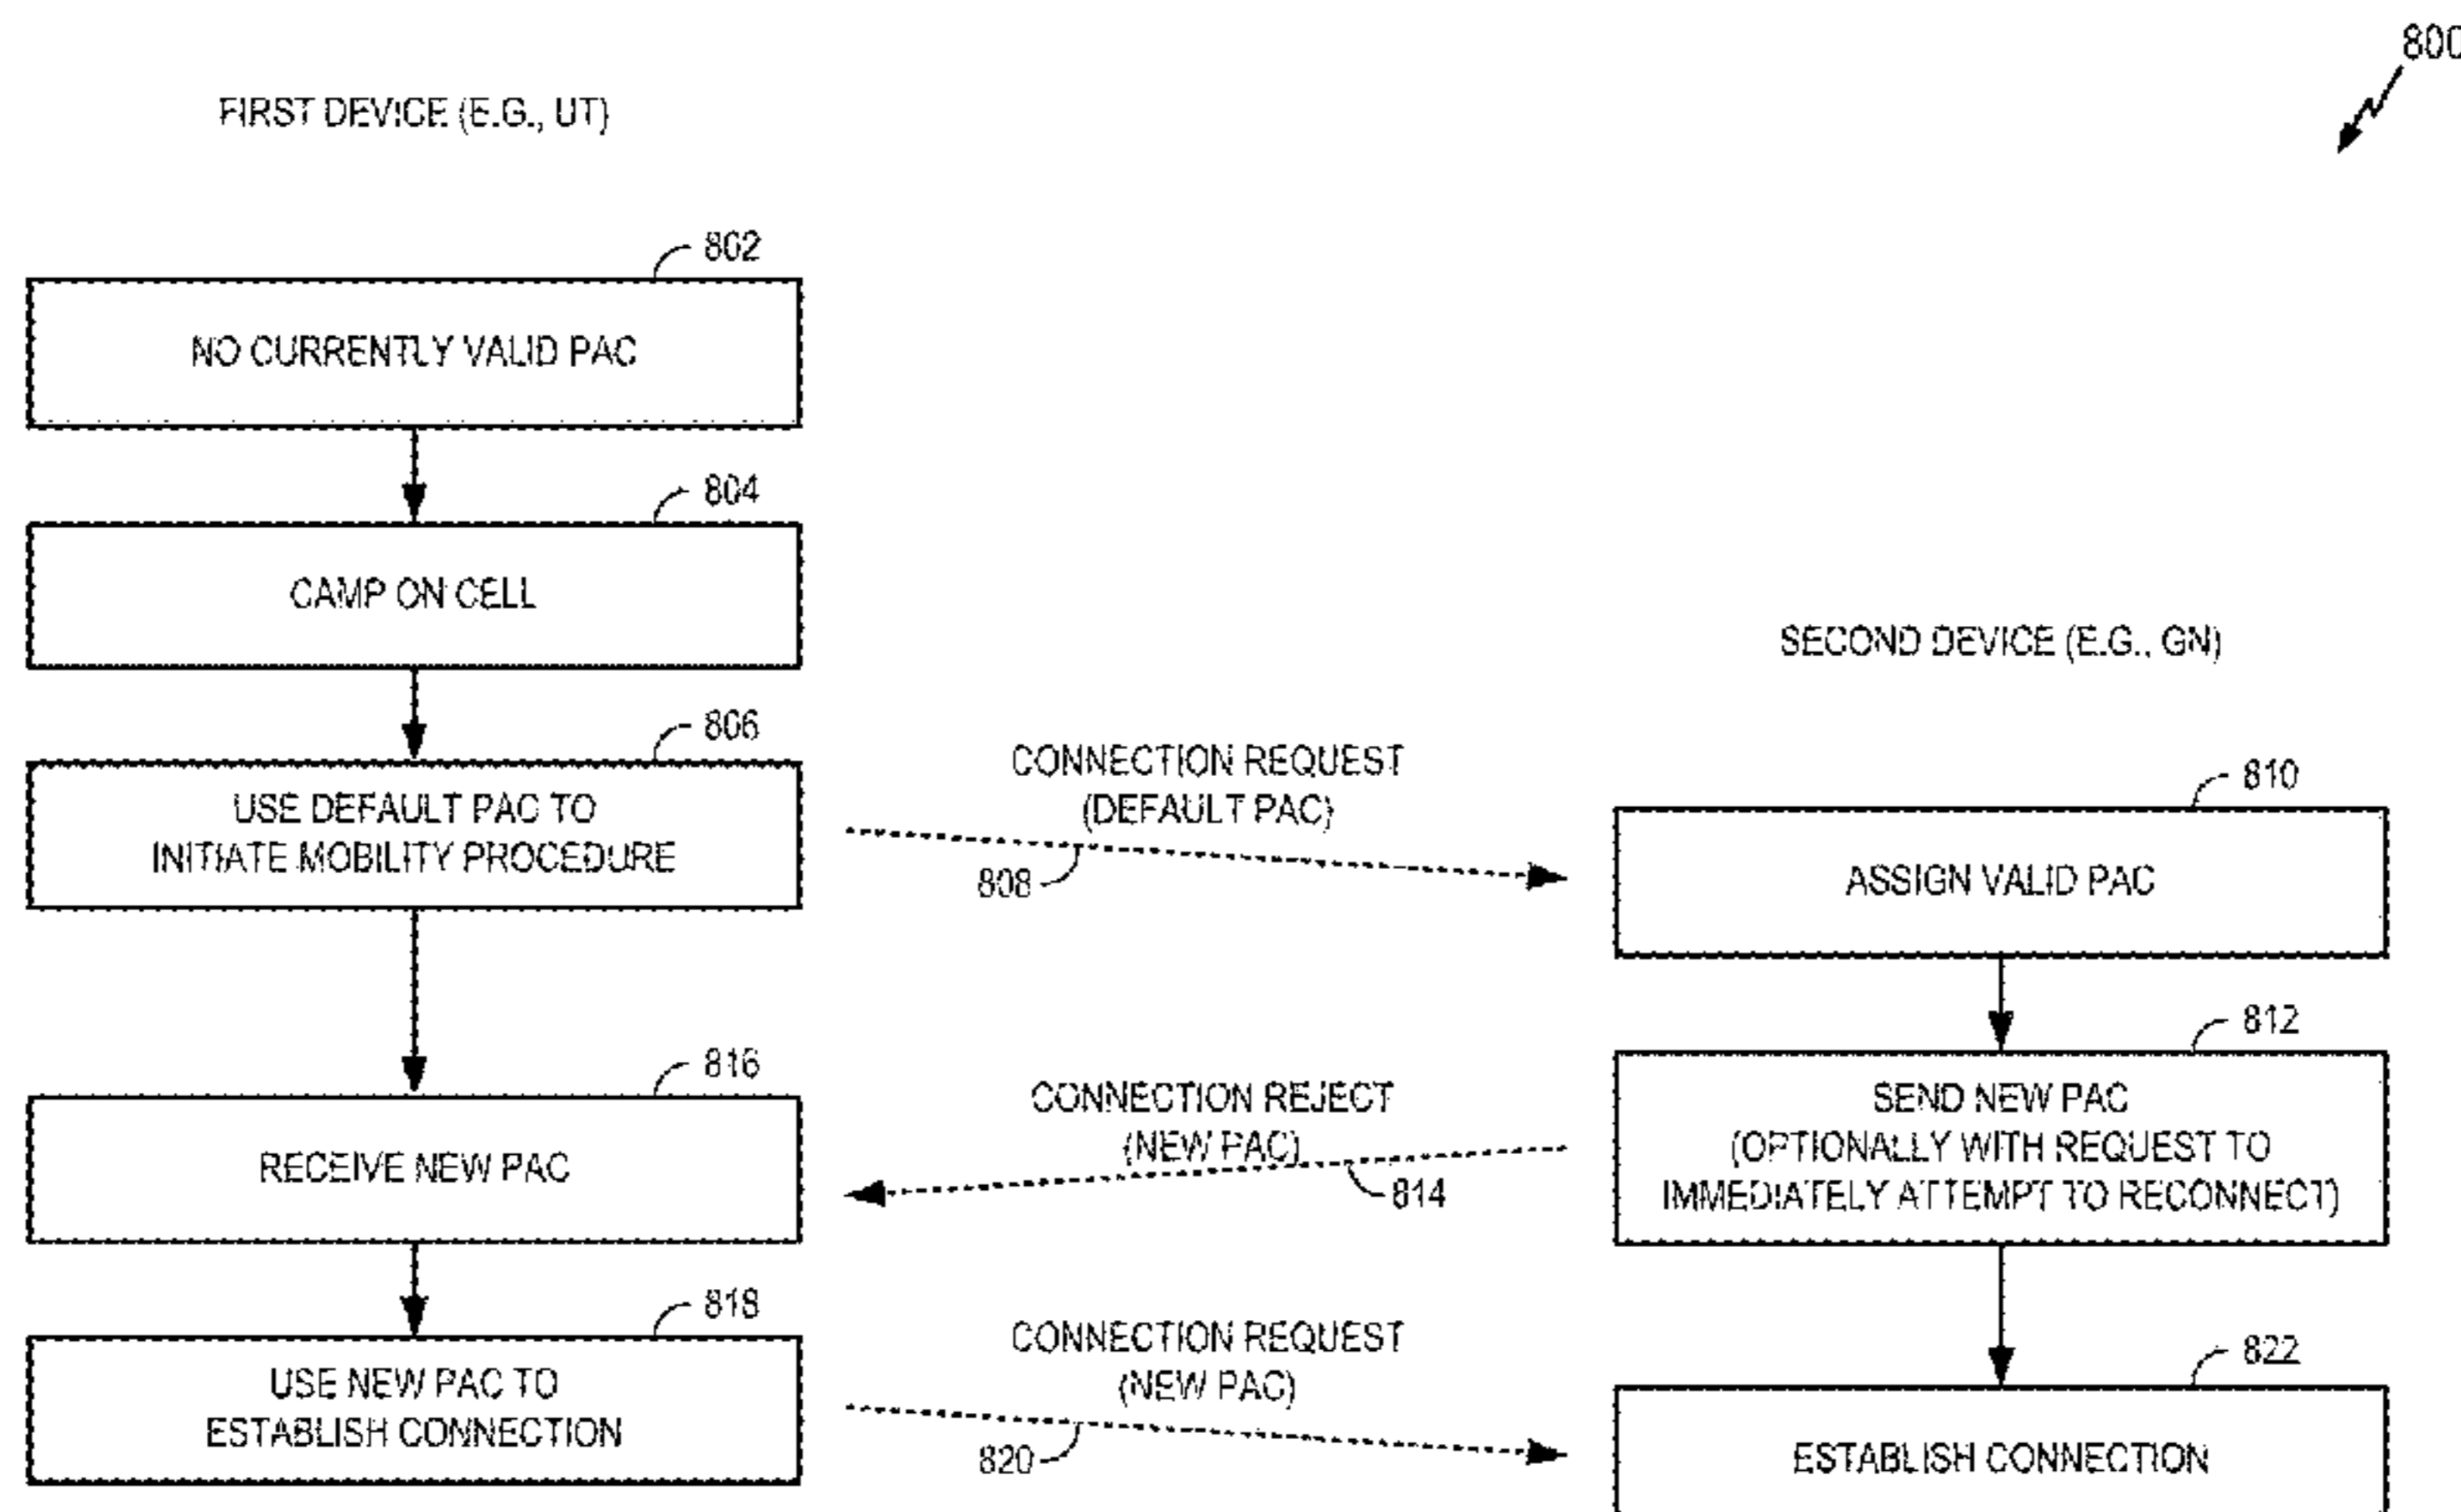 800
FIRST DEVICE (E.G., UT)
802
NO CURRENTLY VALID PAC
804
CAMP ON CELL
SECOND DEVICE (E.G., GN)
806
USE DEFAULT PAC TO
INITIATE MOBILITY PROCEDURE
CONNECTION REQUEST
(DEFAULT PAC)
808
810
ASSIGN VALID PAC
812
SEND NEW PAC
(OPTIONALLY WITH REQUEST TO
IMMEDIATELY ATTEMPT TO RECONNECT)
CONNECTION REJECT
(NEW PAC)
814
816
RECEIVE NEW PAC
818
USE NEW PAC TO
ESTABLISH CONNECTION
CONNECTION REQUEST
(NEW PAC)
820
822
ESTABLISH CONNECTION